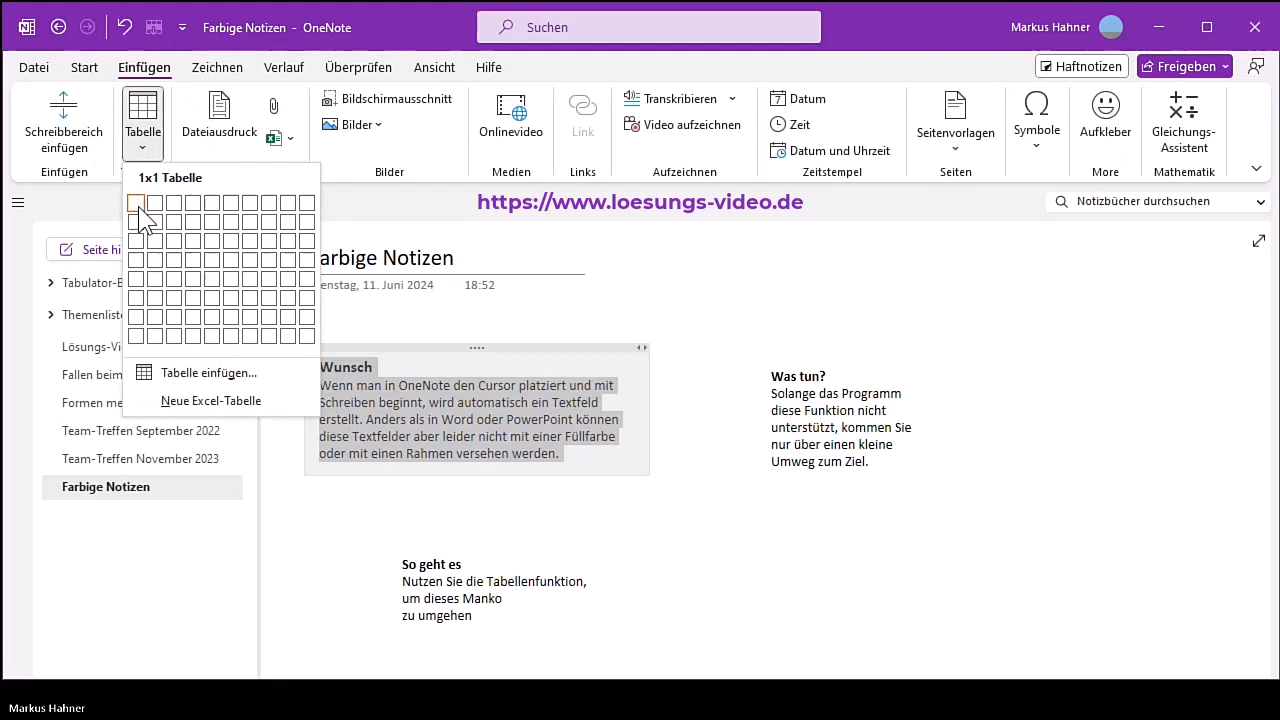 Farbige Notizen - OneNote
Suchen
Markus Hahner
Datei Start Einfügen Zeichnen Verlauf Überprüfen Ansicht Hilfe
Haftnotizen
Freigeben
Schreibbereich
einfügen
Einfügen
Tabelle
Dateiausdruck
Bildschirmausschnitt
Bilder
Bilder
Onlinevideo
Medien
Link
Links
Transkribieren
Video aufzeichnen
Aufzeichnen
Datum
Zeit
Datum und Uhrzeit
Zeitstempel
Seitenvorlagen
Seiten
Symbole
Aufkleber
More
Gleichungs-
Assistent
Mathematik
1x1 Tabelle
Tabelle einfügen...
Neue Excel-Tabelle
https://www.loesungs-video.de
Notizbücher durchsuchen
Seite hi
Tabulator-B
Themenliste
Lösungs-Vi
Fallen beim
Formen me
Team-Treffen September 2022
Team-Treffen November 2023
Farbige Notizen
arbige Notizen
enstag, 11. Juni 2024 18:52
Wunsch
Wenn man in OneNote den Cursor platziert und mit
Schreiben beginnt, wird automatisch ein Textfeld
erstellt. Anders als in Word oder PowerPoint können
diese Textfelder aber leider nicht mit einer Füllfarbe
oder mit einen Rahmen versehen werden.
Was tun?
Solange das Programm
diese Funktion nicht
unterstützt, kommen Sie
nur über einen kleine
Umweg zum Ziel.
So geht es
Nutzen Sie die Tabellenfunktion,
um dieses Manko
zu umgehen
Markus Hahner